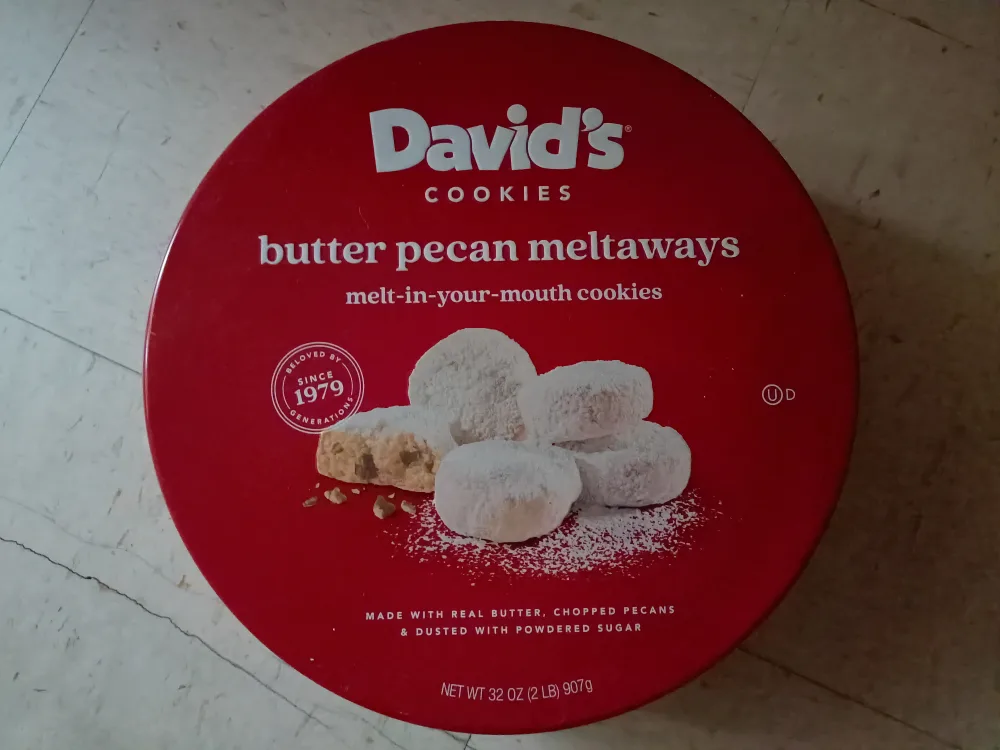 David's®
COOKIES
butter pecan meltaways
melt-in-your-mouth cookies
BELOVED BY
SINCE
1979
GENERATIONS
U D
MADE WITH REAL BUTTER, CHOPPED PECANS
& DUSTED WITH POWDERED SUGAR
NET WT 32 OZ (2 LB) 907g